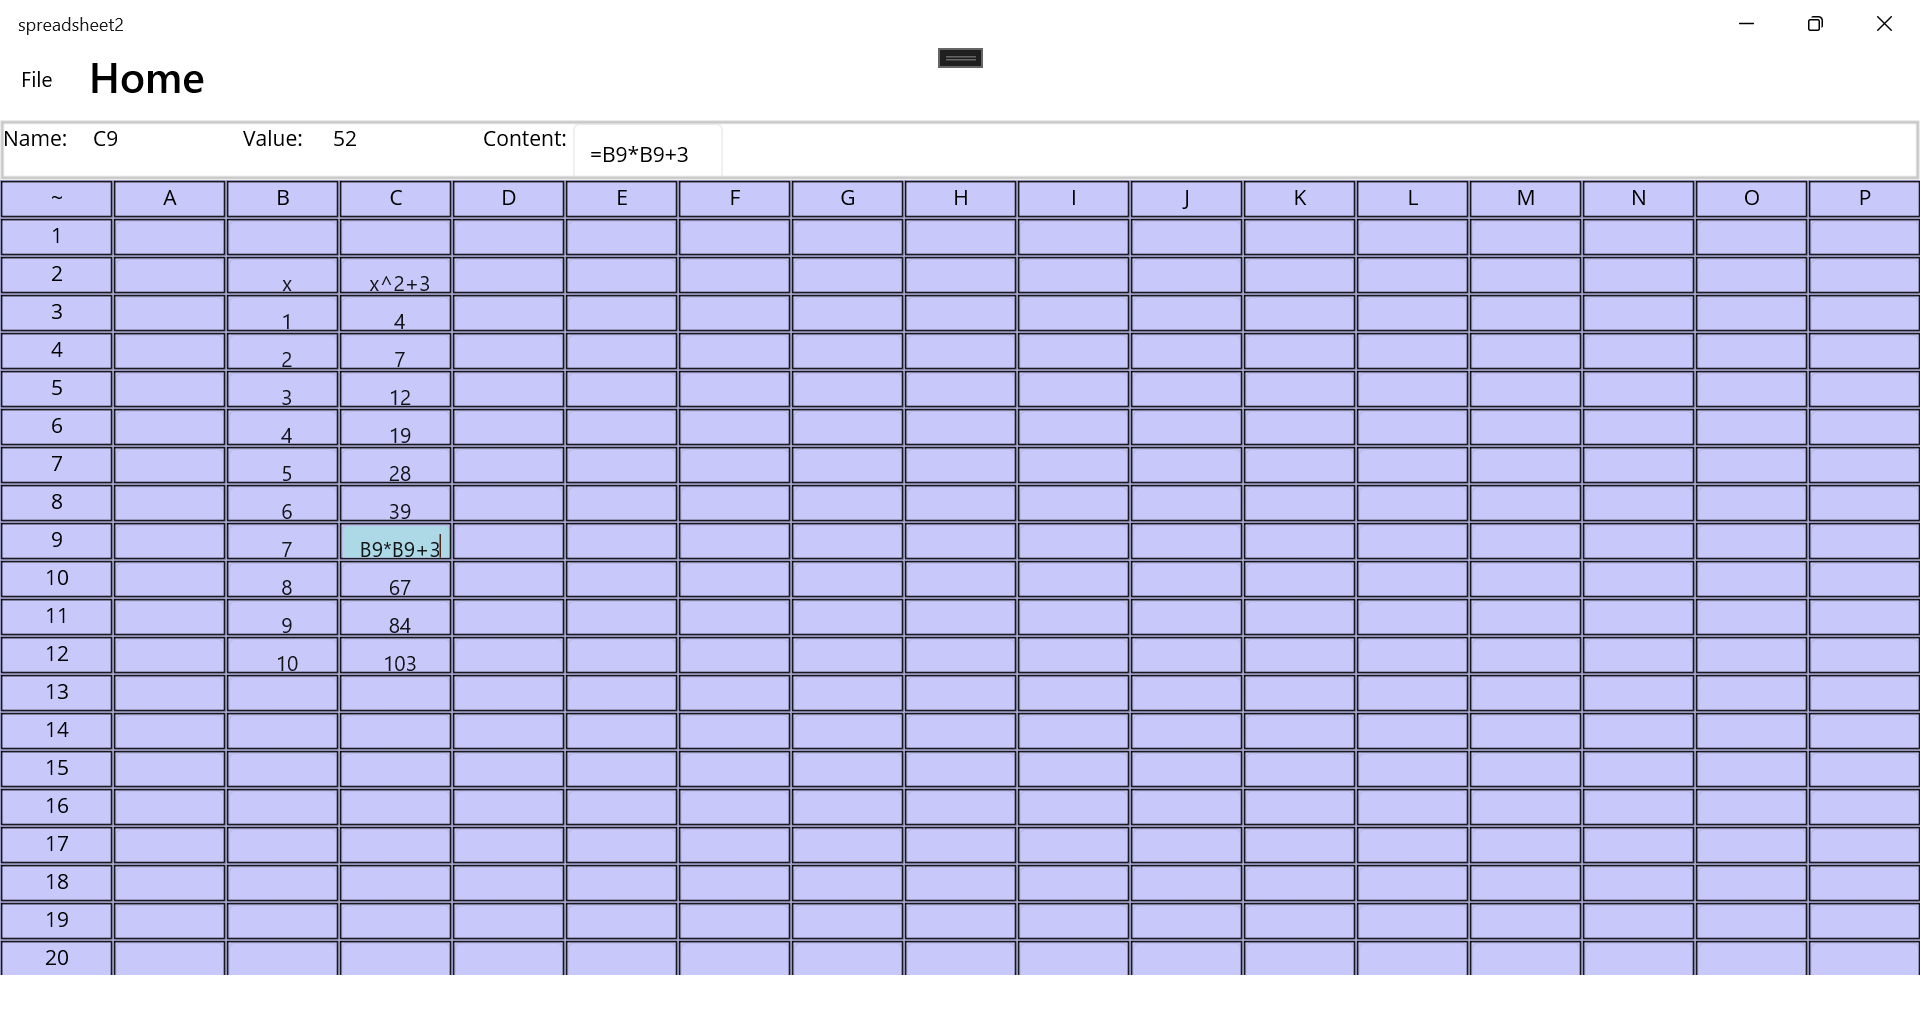 spreadsheet2
File Home
Name: C9 Value: 52 Content: =B9*B9+3
~ A B C D E F G H I J K L M N O P
1
2 x x^2+3
3 1 4
4 2 7
5 3 12
6 4 19
7 5 28
8 6 39
9 7 B9*B9+3
10 8 67
11 9 84
12 10 103
13
14
15
16
17
18
19
20